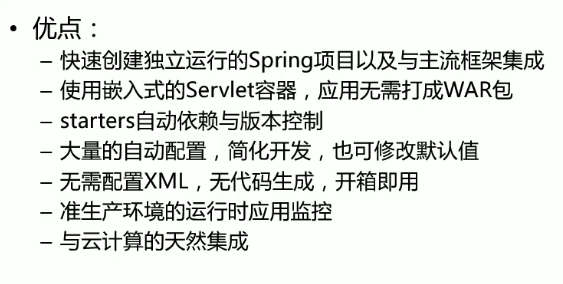 • 优点：
– 快速创建独立运行的Spring项目以及与主流框架集成
– 使用嵌入式的Servlet容器，应用无需打成WAR包
– starters自动依赖与版本控制
– 大量的自动配置，简化开发，也可修改默认值
– 无需配置XML，无代码生成，开箱即用
– 准生产环境的运行时应用监控
– 与云计算的天然集成